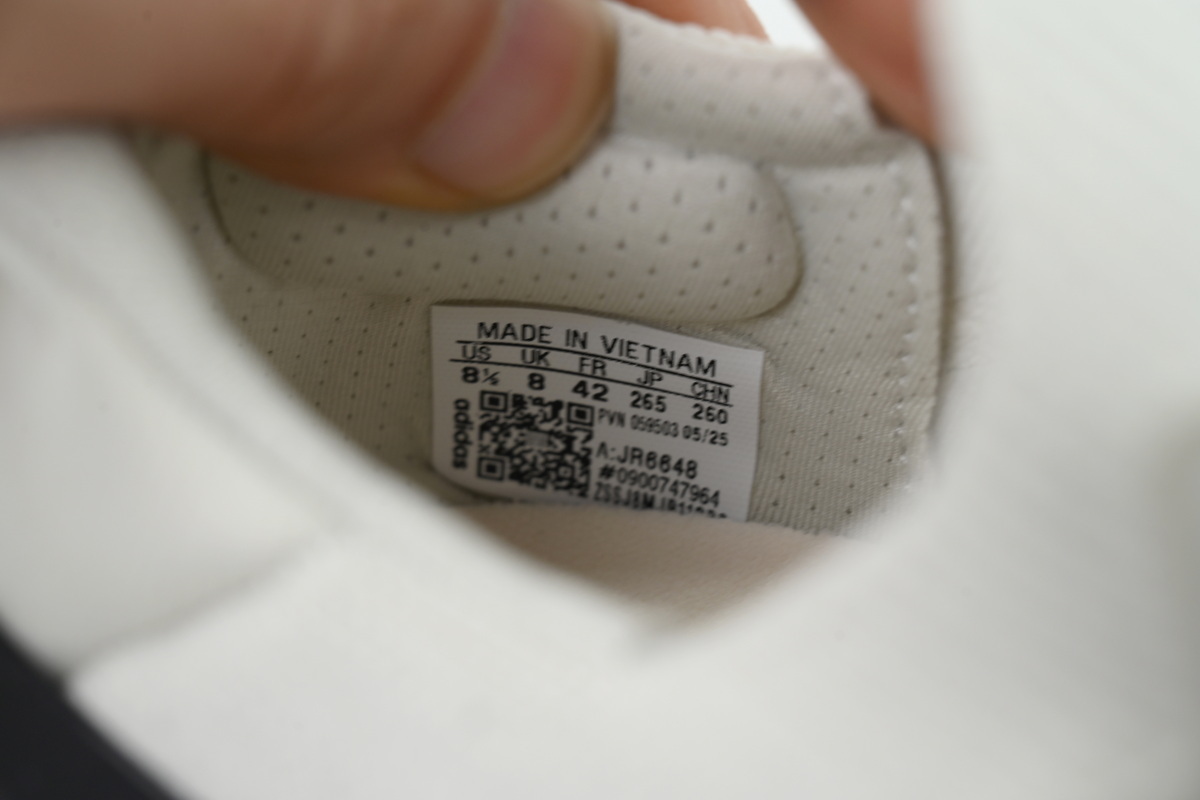 MADE IN VIETNAM
US UK FR JP CHN
8½ 8 42 265 260
adidas
PVN 059503 05/25
A:JR6648
#0900747964